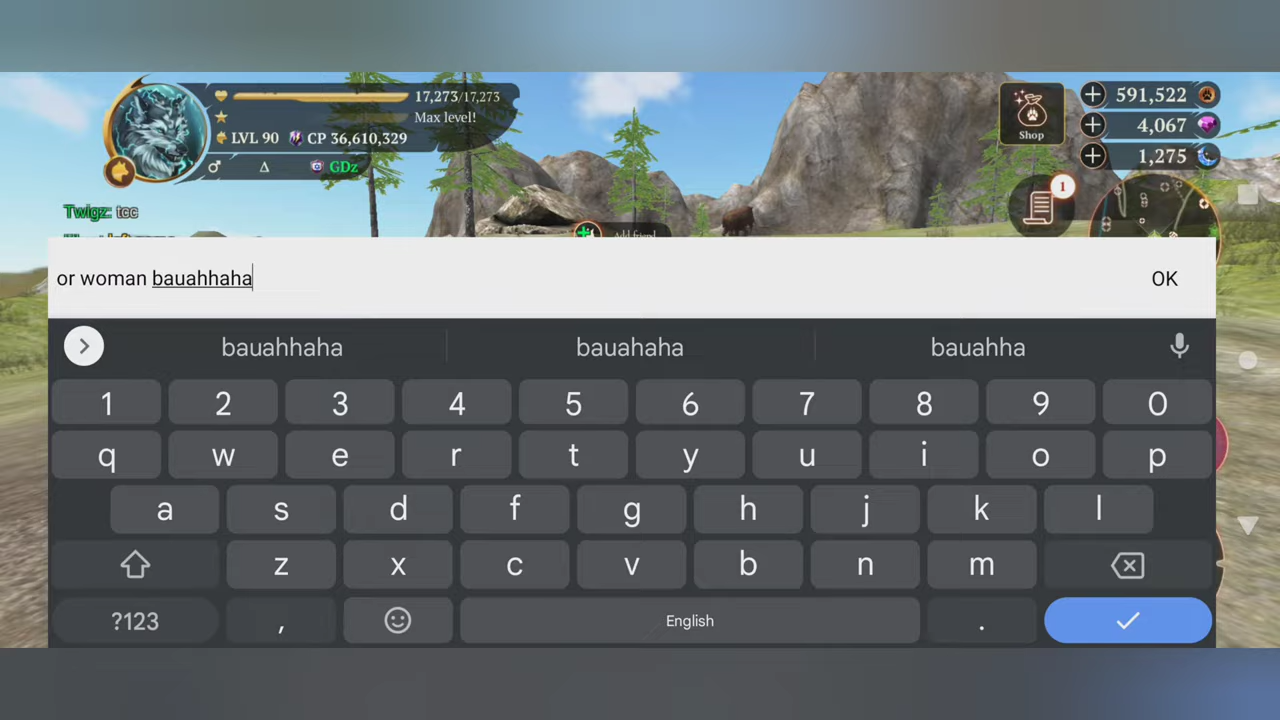 17,273/17,273
Max level!
LVL 90 CP 36,610,329
♂ Δ GDz
Shop
591,522
4,067
1,275
1
Twigz: tcc
Add friend
or woman bauahhaha
OK
bauahhaha bauahaha bauahha
1 2 3 4 5 6 7 8 9 0
q w e r t y u i o p
a s d f g h j k l
z x c v b n m
?123 , English .